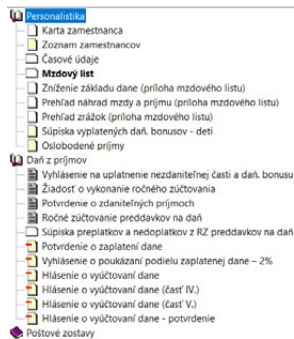 Personalistika
Karta zamestnanca
Zoznam zamestnancov
Časové údaje
Mzdový list
Zníženie základu dane (príloha mzdového listu)
Prehľad náhrad mzdy a príjmu (príloha mzdového listu)
Prehľad zrážok (príloha mzdového listu)
Súpiska vyplatených daň. bonusov - deti
Oslobodené príjmy
Daň z príjmov
Vyhlásenie na uplatnenie nezdaniteľnej časti a daň. bonusu
Žiadosť o vykonanie ročného zúčtovania
Potvrdenie o zdaniteľných príjmoch
Ročné zúčtovanie preddavkov na daň
Súpiska preplatkov a nedoplatkov z RZ preddavkov na daň
Potvrdenie o zaplatení dane
Vyhlásenie o poukázaní podielu zaplatenej dane – 2%
Hlásenie o vyúčtovaní dane
Hlásenie o vyúčtovaní dane (časť IV.)
Hlásenie o vyúčtovaní dane (časť V.)
Hlásenie o vyúčtovaní dane - potvrdenie
Poštové zostavy